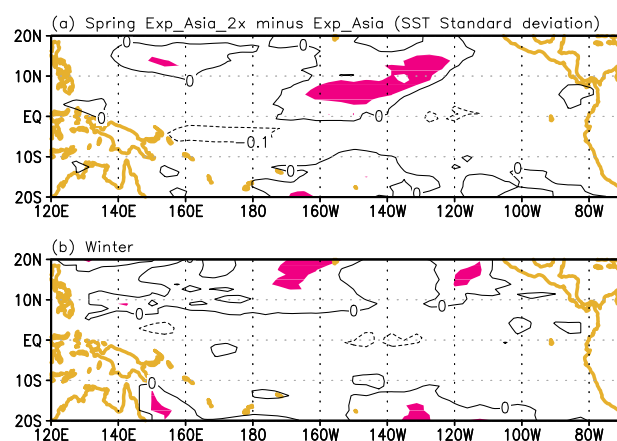 (a) Spring Exp_Asia_2x minus Exp_Asia (SST Standard deviation)
20N
0
0
10N
0
EQ
0
0
-0.1
10S
0
0
20S
0
120E 140E 160E 180 160W 140W 120W 100W 80W
(b) Winter
20N
10N
0
0
0
EQ
10S
0
20S
0
0
120E 140E 160E 180 160W 140W 120W 100W 80W